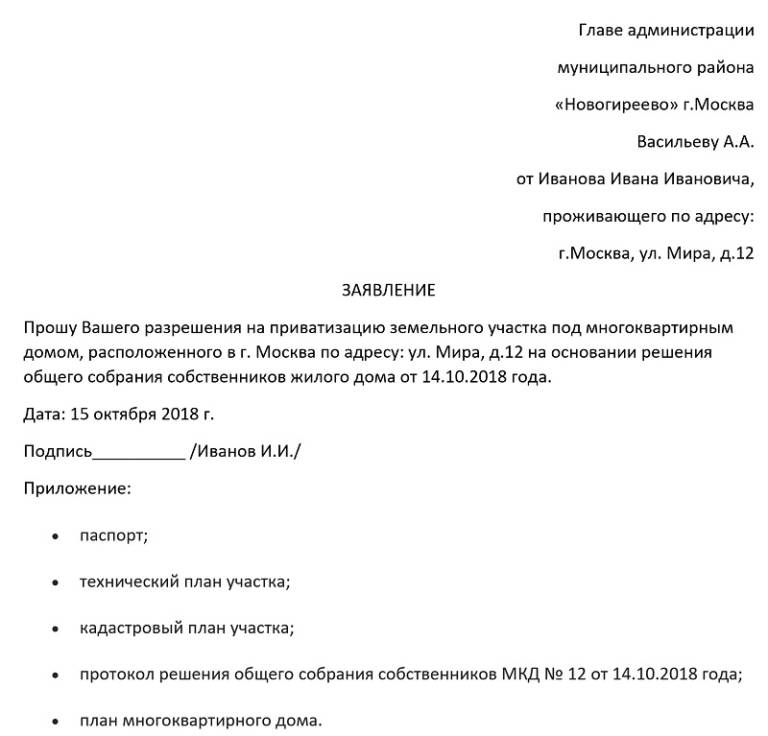 Главе администрации
муниципального района
«Новогиреево» г.Москва
Васильеву А.А.
от Иванова Ивана Ивановича,
проживающего по адресу:
г.Москва, ул. Мира, д.12
ЗАЯВЛЕНИЕ
Прошу Вашего разрешения на приватизацию земельного участка под многоквартирным
домом, расположенного в г. Москва по адресу: ул. Мира, д.12 на основании решения
общего собрания собственников жилого дома от 14.10.2018 года.
Дата: 15 октября 2018 г.
Подпись___________ /Иванов И.И./
Приложение:
• паспорт;
• технический план участка;
• кадастровый план участка;
• протокол решения общего собрания собственников МКД № 12 от 14.10.2018 года;
• план многоквартирного дома.